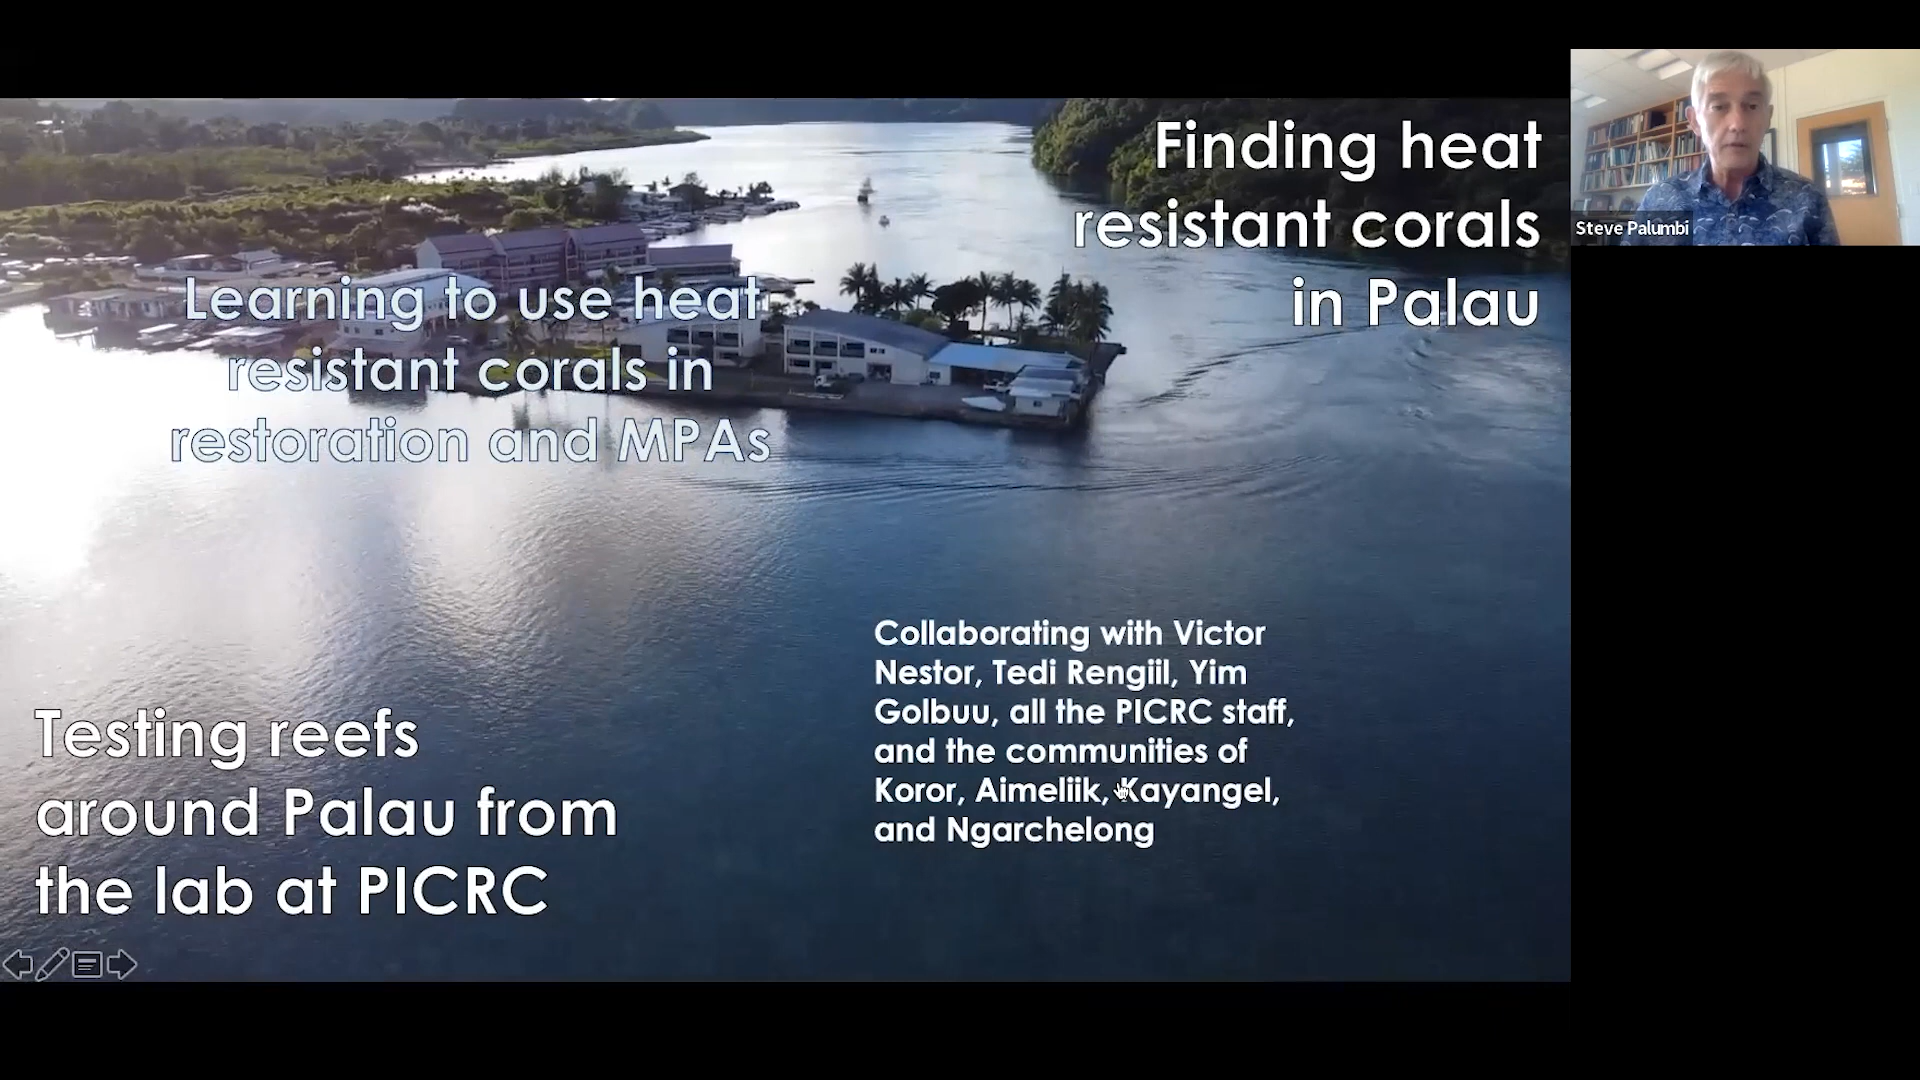 Finding heat
resistant corals
in Palau
Steve Palumbi
Learning to use heat
resistant corals in
restoration and MPAs
Collaborating with Victor
Nestor, Tedi Rengiil, Yim
Golbuu, all the PICRC staff,
and the communities of
Koror, Aimeliik, Kayangel,
and Ngarchelong
Testing reefs
around Palau from
the lab at PICRC